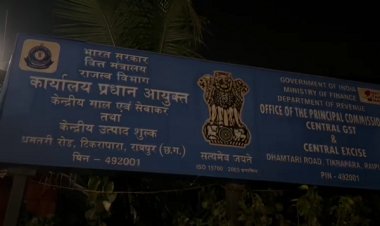 भारत सरकार
वित्त मंत्रालय
राजस्व विभाग
कार्यालय प्रधान आयुक्त
केन्द्रीय माल एवं सेवाकर
तथा
केन्द्रीय उत्पाद शुल्क
धमतरी रोड, टिकरापारा, रायपुर (छ.ग.)
पिन - 492001
सत्यमेव जयते
GOVERNMENT OF INDIA
MINISTRY OF FINANCE
DEPARTMENT OF REVENUE
OFFICE OF THE PRINCIPAL COMMISS
CENTRAL GST
&
CENTRAL EXCISE
DHAMTARI ROAD, TIKRAPARA, RAIP
PIN - 492001